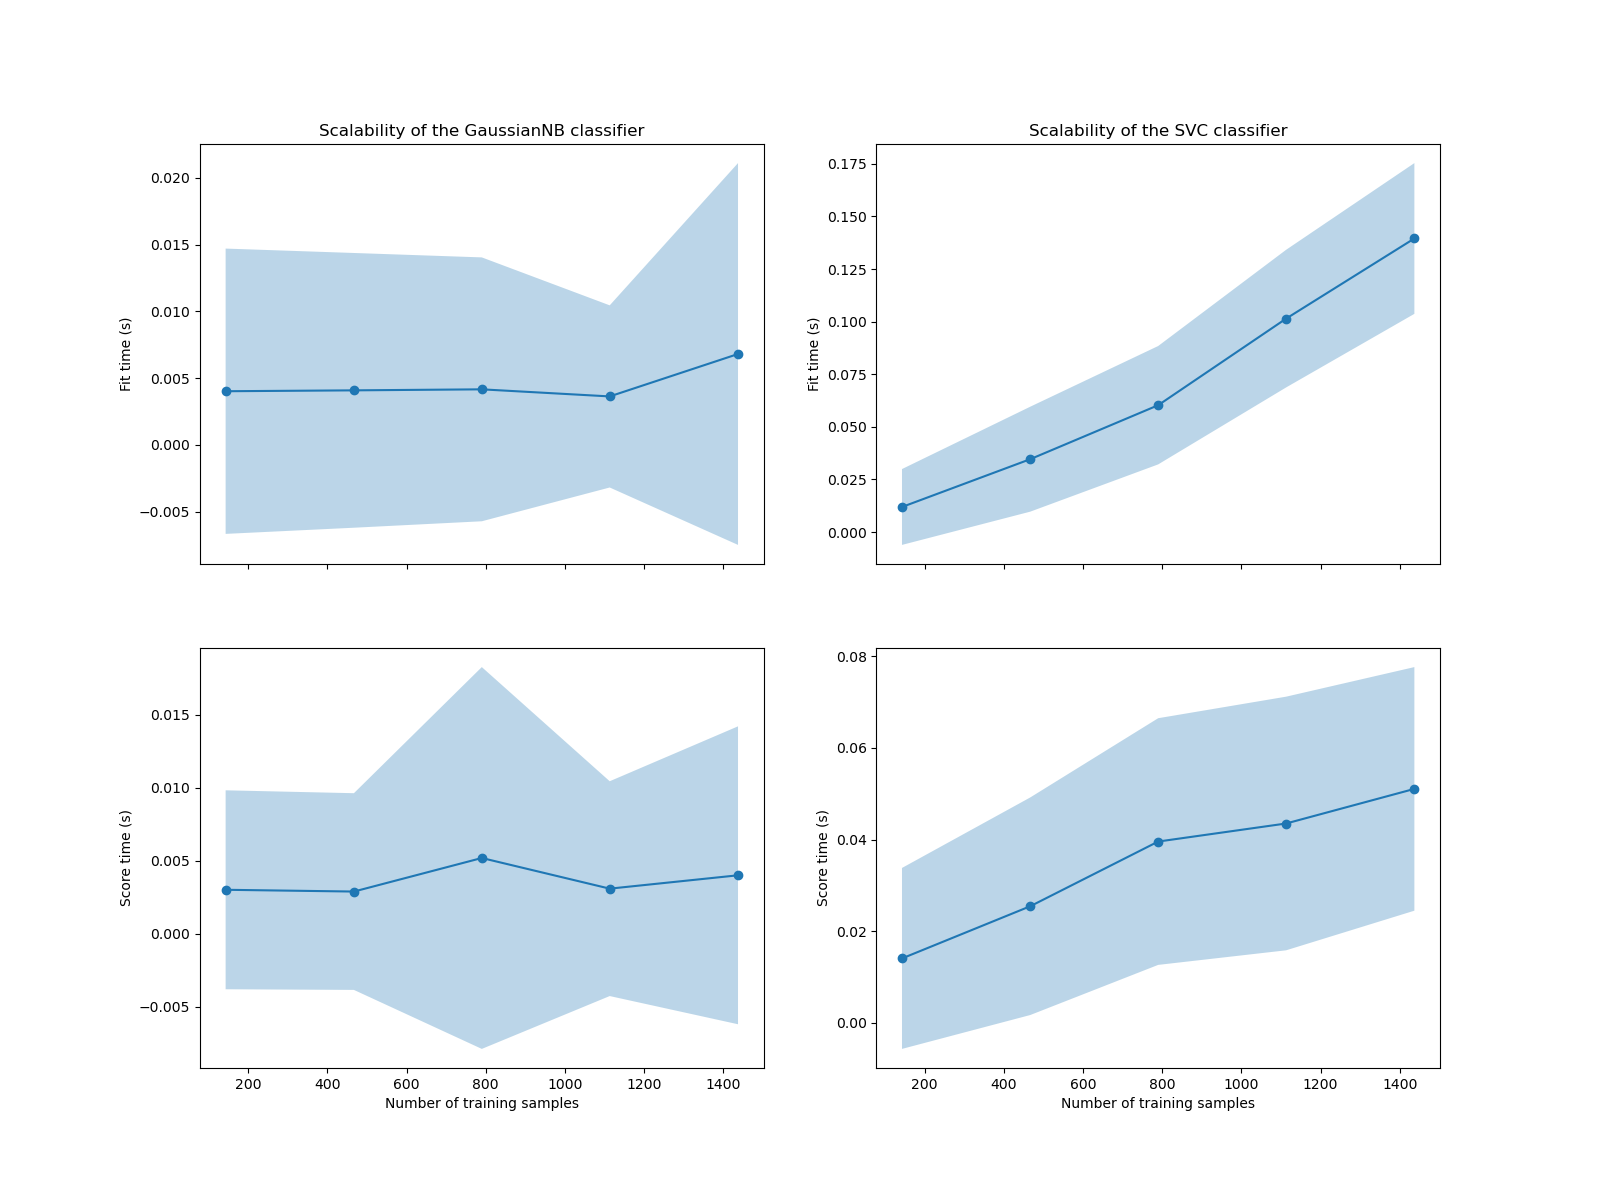 Scalability of the GaussianNB classifier
0.020
0.015
0.010
0.005
0.000
−0.005
Fit time (s)
Scalability of the SVC classifier
0.175
0.150
0.125
0.100
0.075
0.050
0.025
0.000
Fit time (s)
0.015
0.010
0.005
0.000
−0.005
Score time (s)
200 400 600 800 1000 1200 1400
Number of training samples
0.08
0.06
0.04
0.02
0.00
Score time (s)
200 400 600 800 1000 1200 1400
Number of training samples